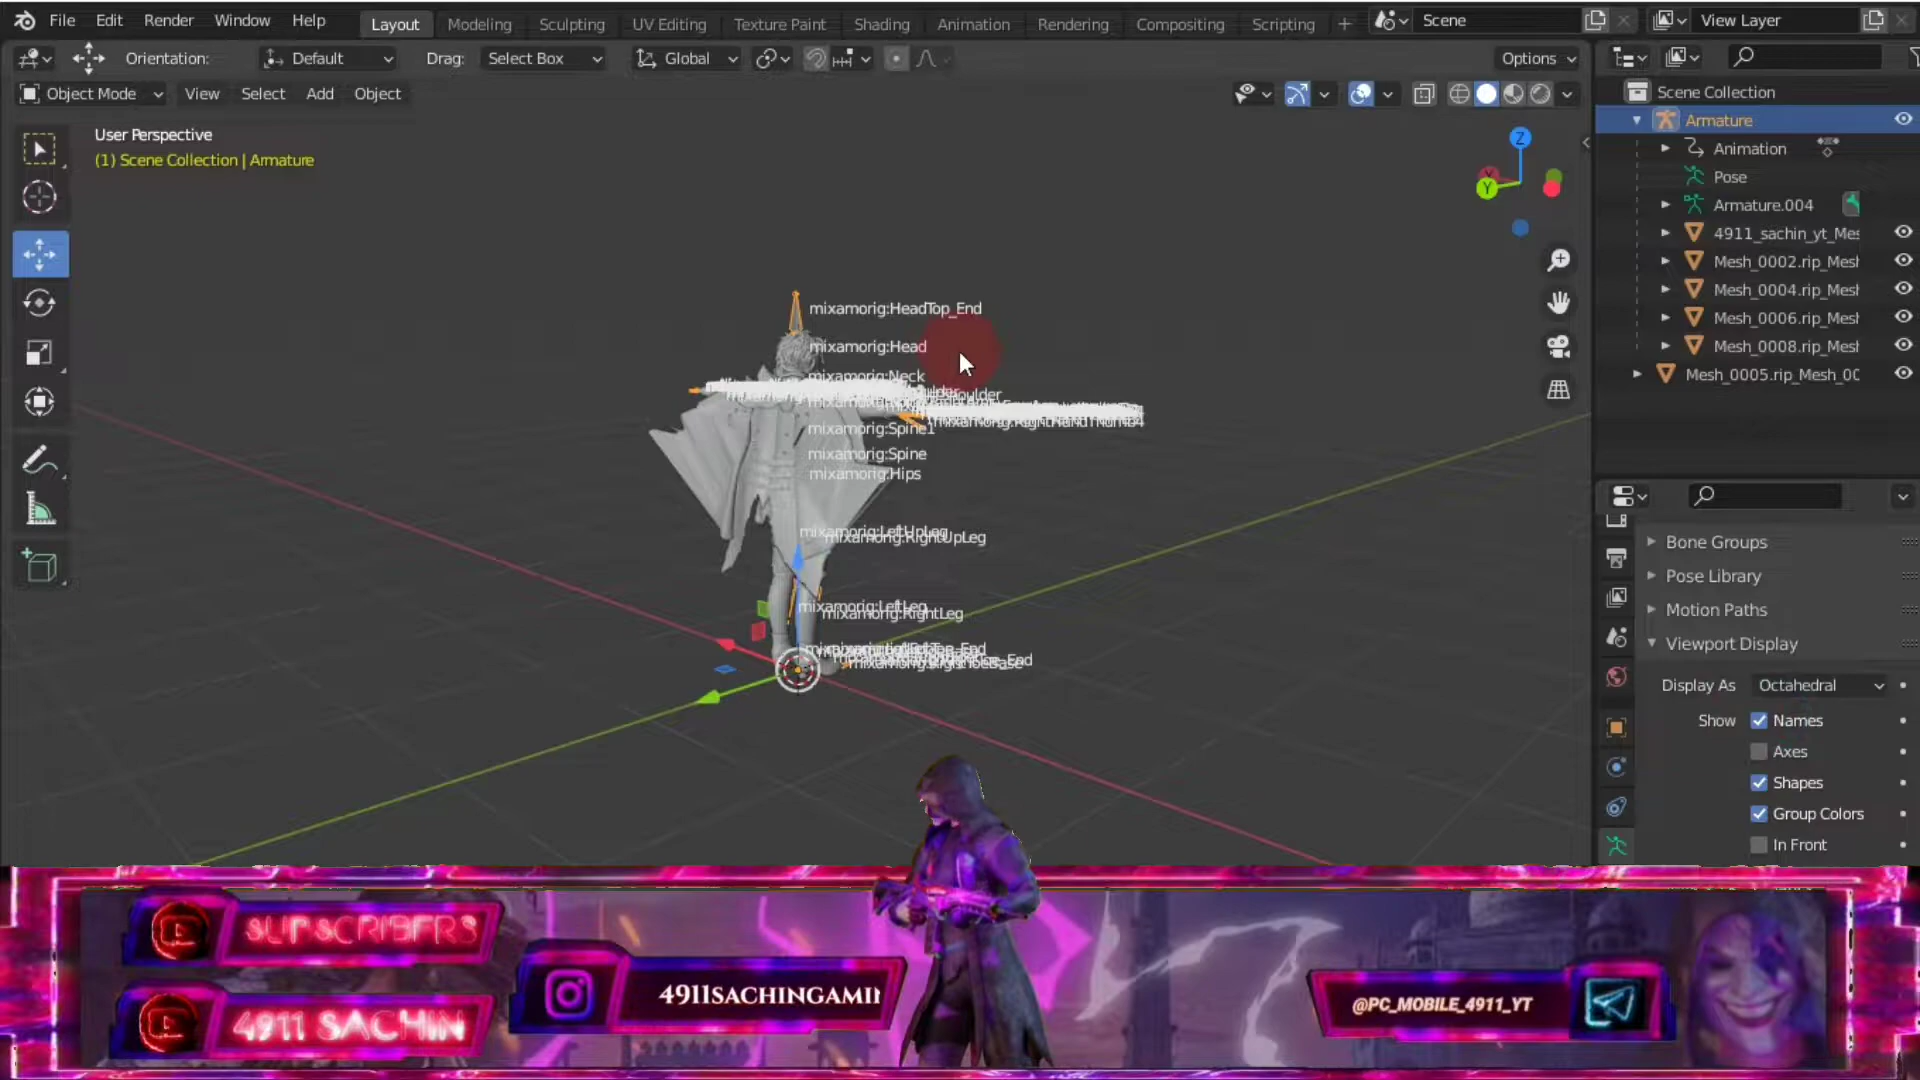 File Edit Render Window Help
Layout Modeling Sculpting UV Editing Texture Paint Shading Animation Rendering Compositing Scripting +
Scene View Layer
Orientation: Default Drag: Select Box Global Options
Object Mode View Select Add Object
User Perspective
(1) Scene Collection | Armature
Z
Y
mixamorig:HeadTop_End
mixamorig:Head
mixamorig:Neck
mixamorig:Spine1
mixamorig:Spine
mixamorig:Hips
mixamorig:LeftUpLeg
mixamorig:RightUpLeg
mixamorig:LeftLeg
mixamorig:RightLeg
Scene Collection
Armature
Animation
Pose
Armature.004
4911_sachin_yt_Mes
Mesh_0002.rip_Mesh
Mesh_0004.rip_Mesh
Mesh_0006.rip_Mesh
Mesh_0008.rip_Mesh
Mesh_0005.rip_Mesh_00
Bone Groups
Pose Library
Motion Paths
Viewport Display
Display As Octahedral
Show Names
Axes
Shapes
Group Colors
In Front
SUBSCRIBERS
4911 SACHIN
4911SACHINGAMIN
@PC_MOBILE_4911_YT